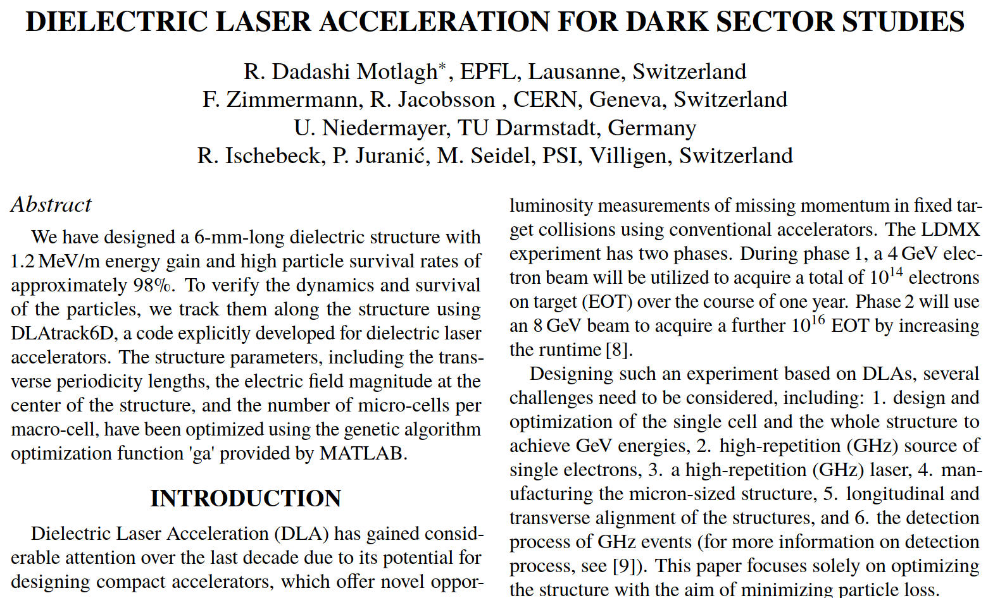 DIELECTRIC LASER ACCELERATION FOR DARK SECTOR STUDIES
R. Dadashi Motlagh*, EPFL, Lausanne, Switzerland
F. Zimmermann, R. Jacobsson , CERN, Geneva, Switzerland
U. Niedermayer, TU Darmstadt, Germany
R. Ischebeck, P. Juranić, M. Seidel, PSI, Villigen, Switzerland
Abstract
We have designed a 6-mm-long dielectric structure with
1.2 MeV/m energy gain and high particle survival rates of
approximately 98%. To verify the dynamics and survival
of the particles, we track them along the structure using
DLAtrack6D, a code explicitly developed for dielectric laser
accelerators. The structure parameters, including the trans-
verse periodicity lengths, the electric field magnitude at the
center of the structure, and the number of micro-cells per
macro-cell, have been optimized using the genetic algorithm
optimization function 'ga' provided by MATLAB.
INTRODUCTION
Dielectric Laser Acceleration (DLA) has gained consid-
erable attention over the last decade due to its potential for
designing compact accelerators, which offer novel oppor-
luminosity measurements of missing momentum in fixed tar-
get collisions using conventional accelerators. The LDMX
experiment has two phases. During phase 1, a 4 GeV elec-
tron beam will be utilized to acquire a total of 10¹⁴ electrons
on target (EOT) over the course of one year. Phase 2 will use
an 8 GeV beam to acquire a further 10¹⁶ EOT by increasing
the runtime [8].
Designing such an experiment based on DLAs, several
challenges need to be considered, including: 1. design and
optimization of the single cell and the whole structure to
achieve GeV energies, 2. high-repetition (GHz) source of
single electrons, 3. a high-repetition (GHz) laser, 4. man-
ufacturing the micron-sized structure, 5. longitudinal and
transverse alignment of the structures, and 6. the detection
process of GHz events (for more information on detection
process, see [9]). This paper focuses solely on optimizing
the structure with the aim of minimizing particle loss.